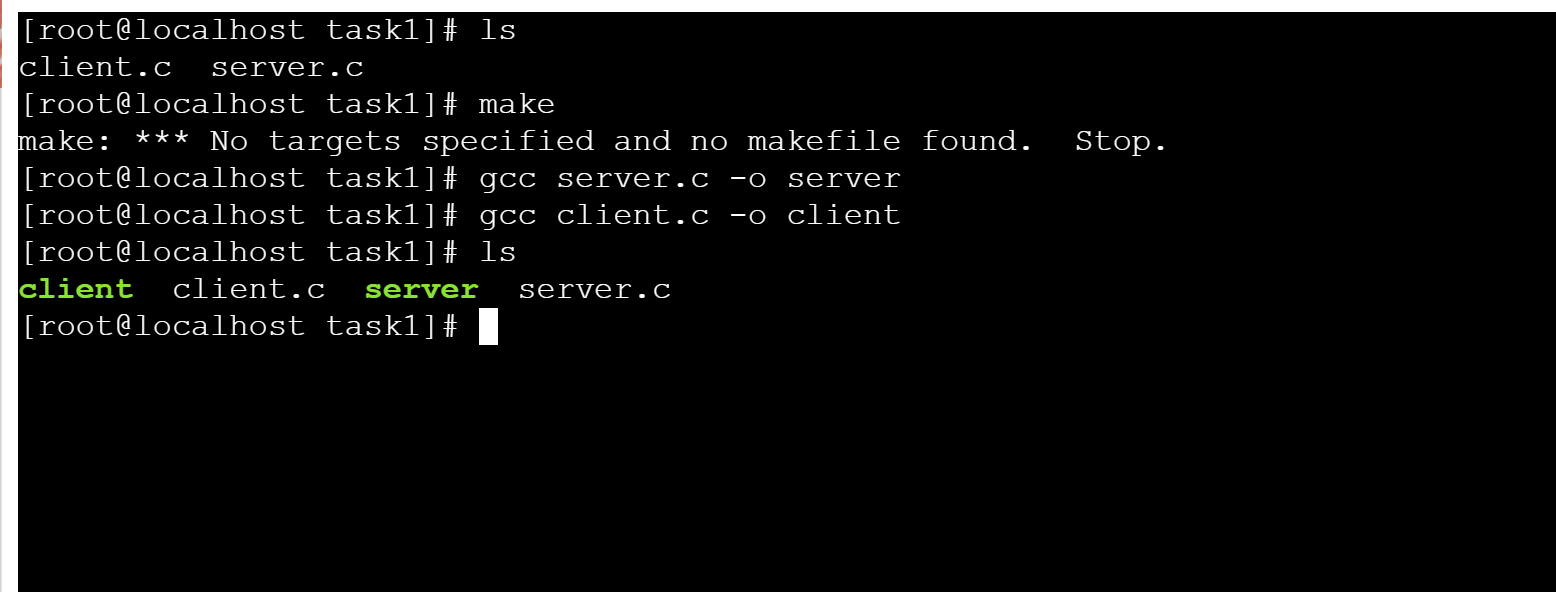 [root@localhost task1]# ls
client.c  server.c
[root@localhost task1]# make
make: *** No targets specified and no makefile found.  Stop.
[root@localhost task1]# gcc server.c -o server
[root@localhost task1]# gcc client.c -o client
[root@localhost task1]# ls
client  client.c  server  server.c
[root@localhost task1]#